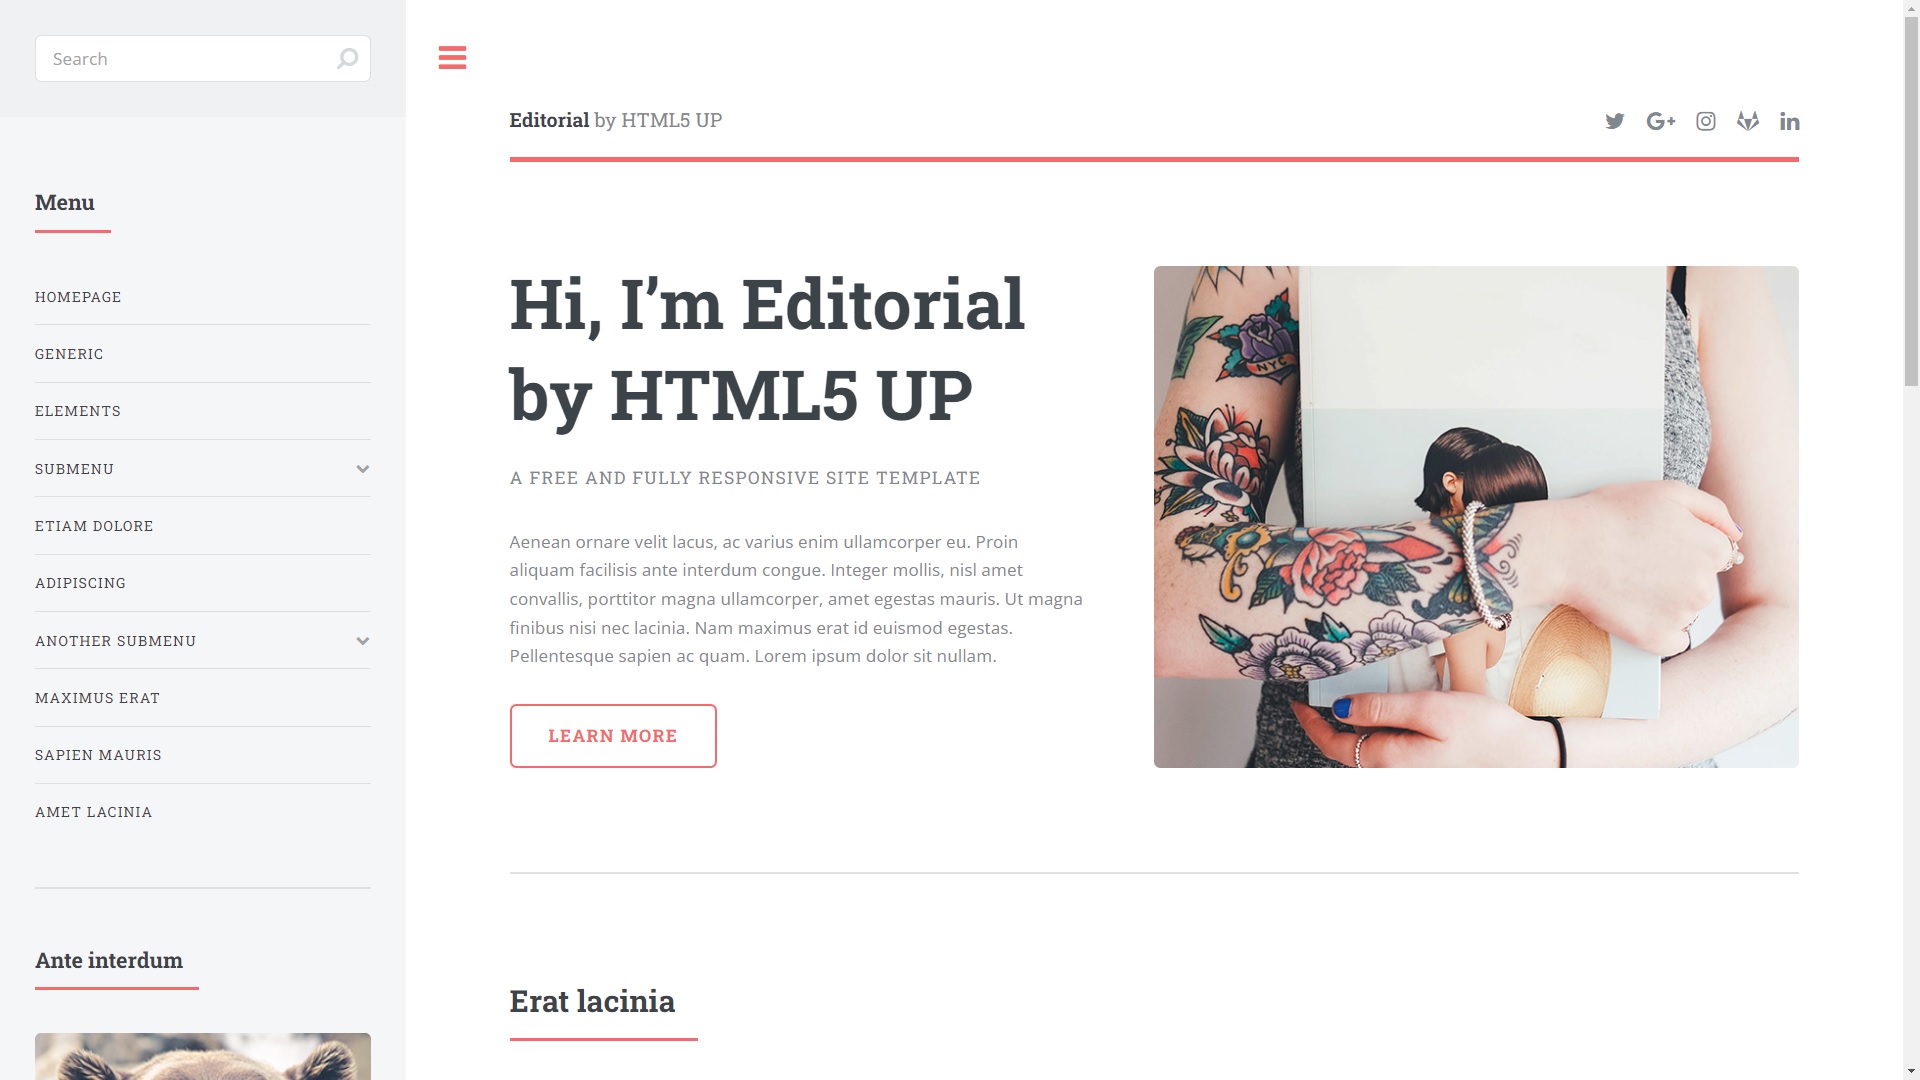 Search
Editorial by HTML5 UP
Menu
HOMEPAGE
GENERIC
ELEMENTS
SUBMENU
ETIAM DOLORE
ADIPISCING
ANOTHER SUBMENU
MAXIMUS ERAT
SAPIEN MAURIS
AMET LACINIA
Ante interdum
Hi, I’m Editorial
by HTML5 UP
A FREE AND FULLY RESPONSIVE SITE TEMPLATE
Aenean ornare velit lacus, ac varius enim ullamcorper eu. Proin
aliquam facilisis ante interdum congue. Integer mollis, nisl amet
convallis, porttitor magna ullamcorper, amet egestas mauris. Ut magna
finibus nisi nec lacinia. Nam maximus erat id euismod egestas.
Pellentesque sapien ac quam. Lorem ipsum dolor sit nullam.
LEARN MORE
NYC
Erat lacinia